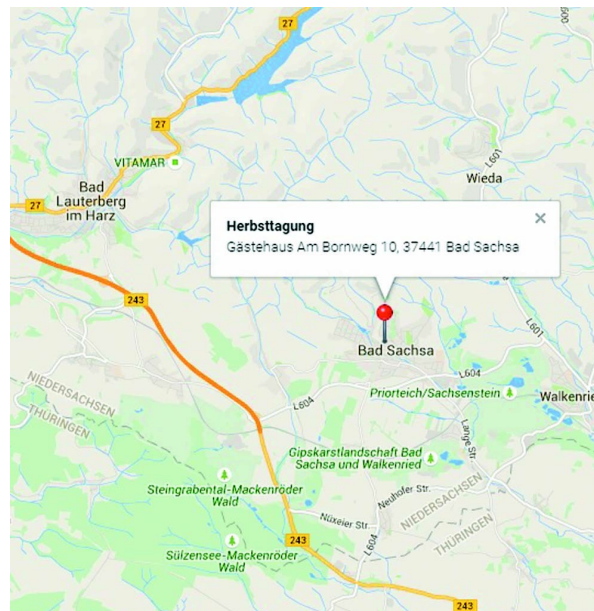 27
L600
27
VITAMAR
L601
Bad
Lauterberg
im Harz
Wieda
27
Herbsttagung
Gästehaus Am Bornweg 10, 37441 Bad Sachsa
243
L601
Bad Sachsa
L604
NIEDERSACHSEN
THÜRINGEN
Priorteich/Sachsenstein
Walkenried
L604
Lange Str.
Gipskarstlandschaft Bad
Sachsa und Walkenried
Steingrabental-Mackenröder
Wald
Neuhofer Str.
NIEDERSACHSEN
THÜRINGEN
Nüxeier Str.
L604
243
Sülzensee-Mackenröder
Wald
243